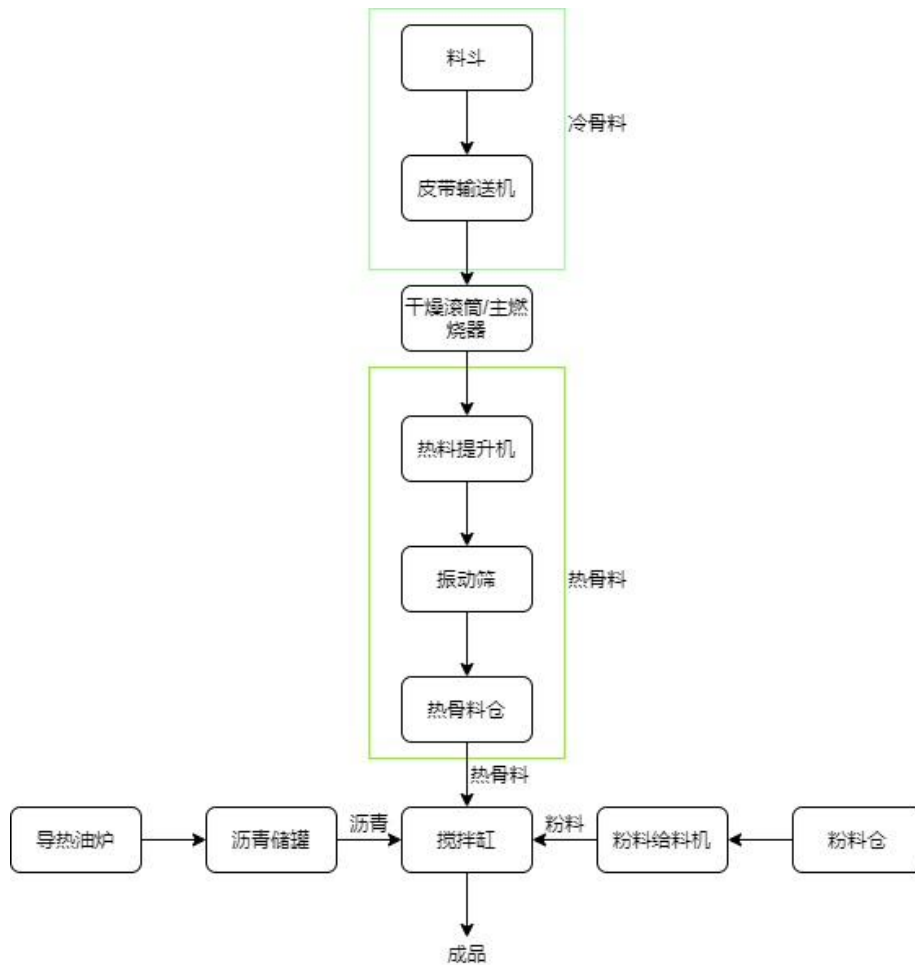 料斗
冷骨料
皮带输送机
干燥滚筒/主燃
烧器
热料提升机
振动筛
热骨料
热骨料仓
热骨料
导热油炉
沥青储罐
沥青
搅拌缸
粉料
粉料给料机
粉料仓
成品